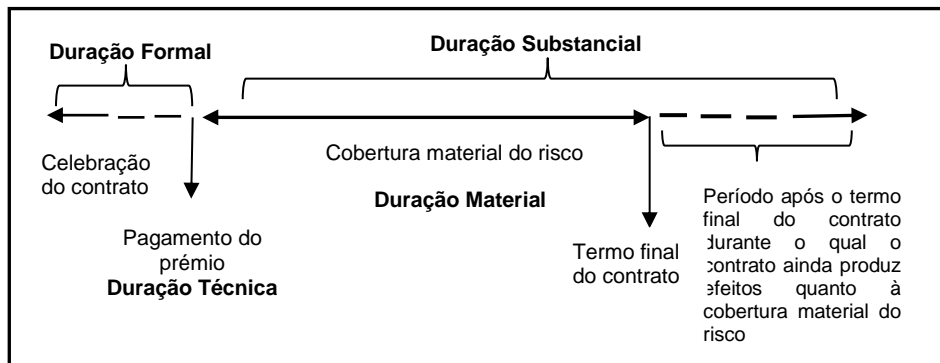 Duração Formal
Duração Substancial
Celebração
do contrato
Cobertura material do risco
Duração Material
Pagamento do
prémio
Duração Técnica
Termo final
do contrato
Período após o termo
final do contrato
durante o qual o
contrato ainda produz
efeitos quanto à
cobertura material do
risco